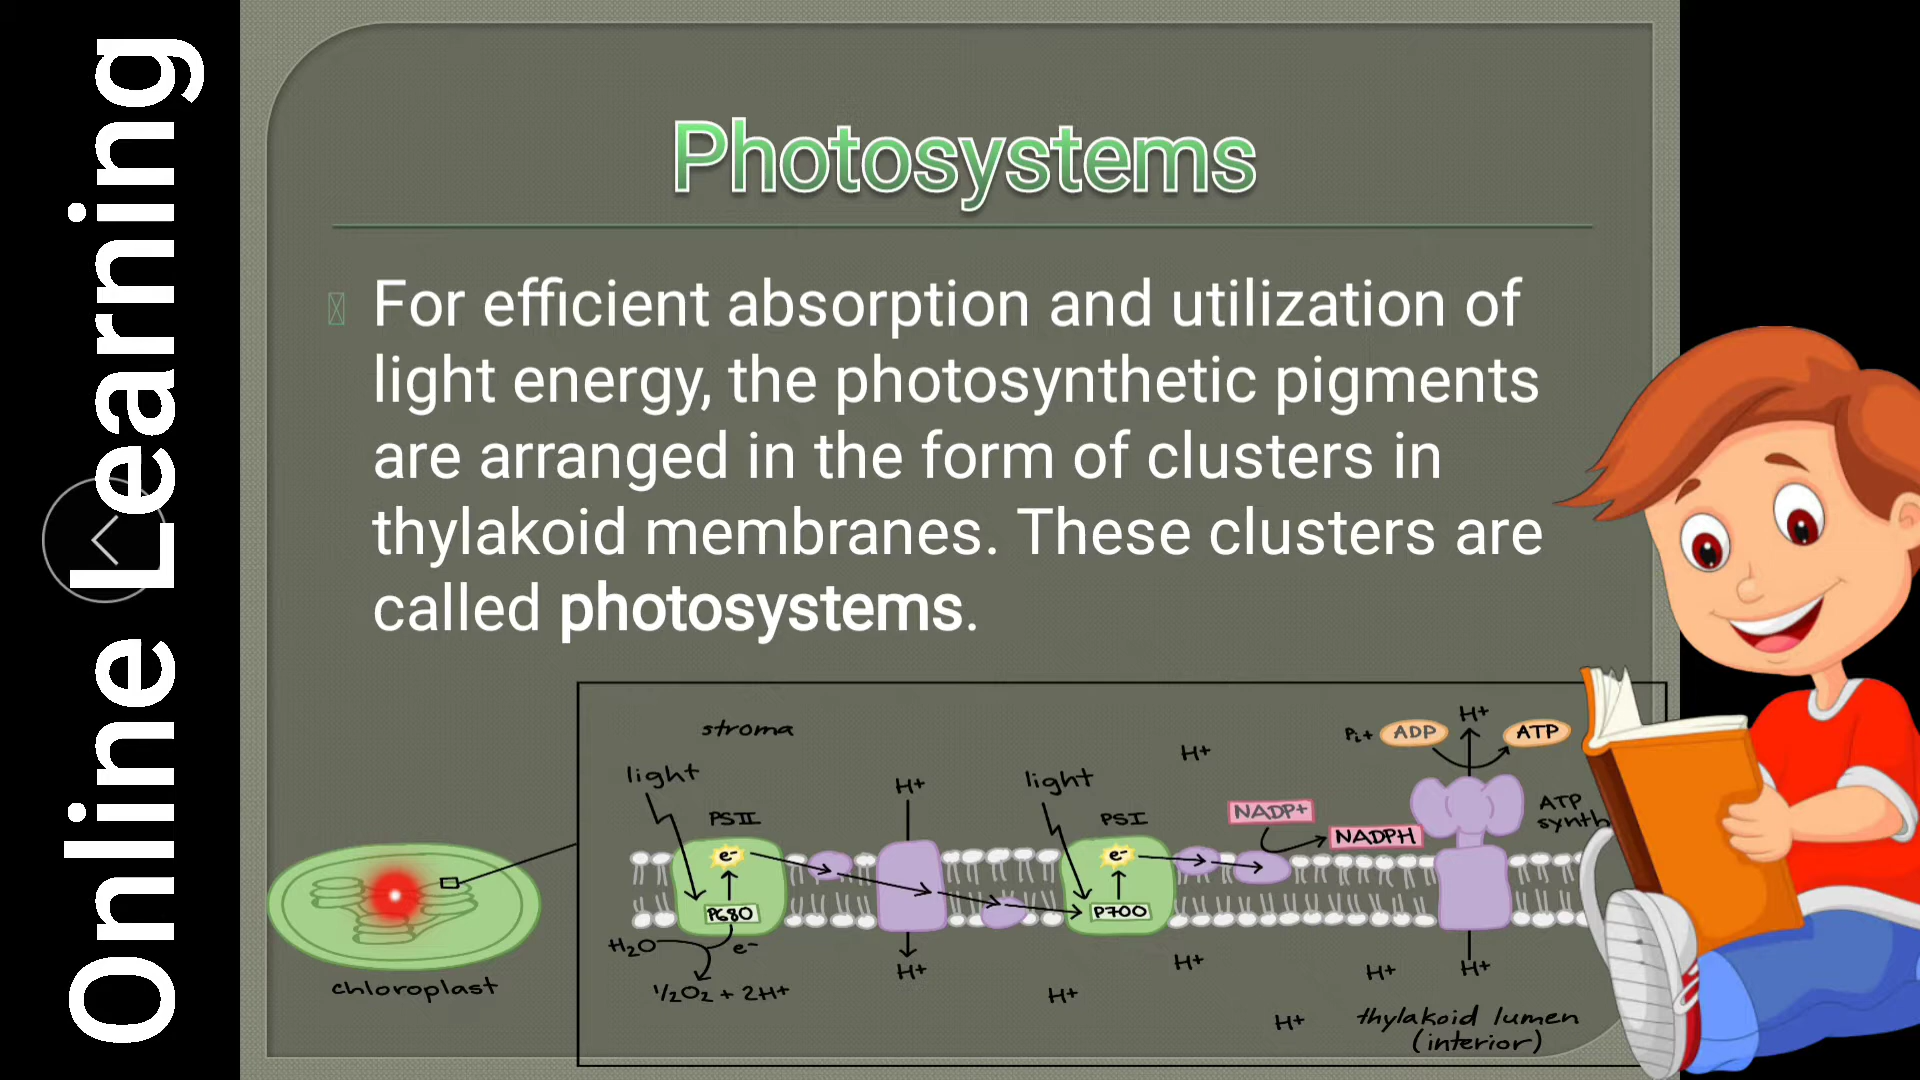 Online Learning
Photosystems
For efficient absorption and utilization of
light energy, the photosynthetic pigments
are arranged in the form of clusters in
thylakoid membranes. These clusters are
called photosystems.
stroma
light
PSII
e-
P680
H₂O
e-
½O₂ + 2H+
H+
H+
light
PSI
e-
P700
H+
H+
H+
NADP+
NADPH
Pi+
ADP
H+
ATP
ATP
synth
H+
H+
H+
chloroplast
thylakoid lumen
(interior)